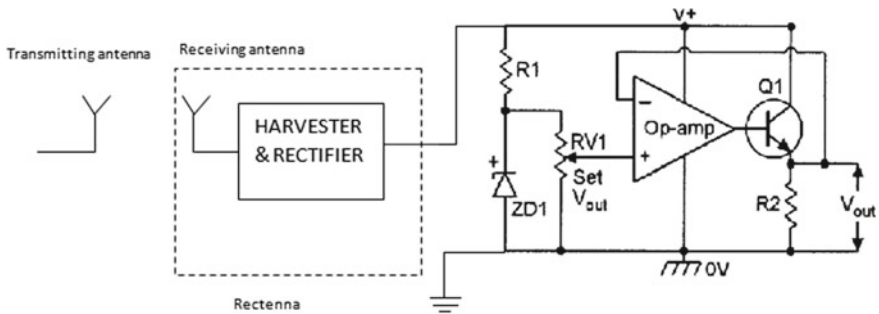 Transmitting antenna
Receiving antenna
HARVESTER
& RECTIFIER
Rectenna
V+
R1
RV1
Set
Vout
ZD1
+
−
Op-amp
+
Q1
R2
Vout
0V